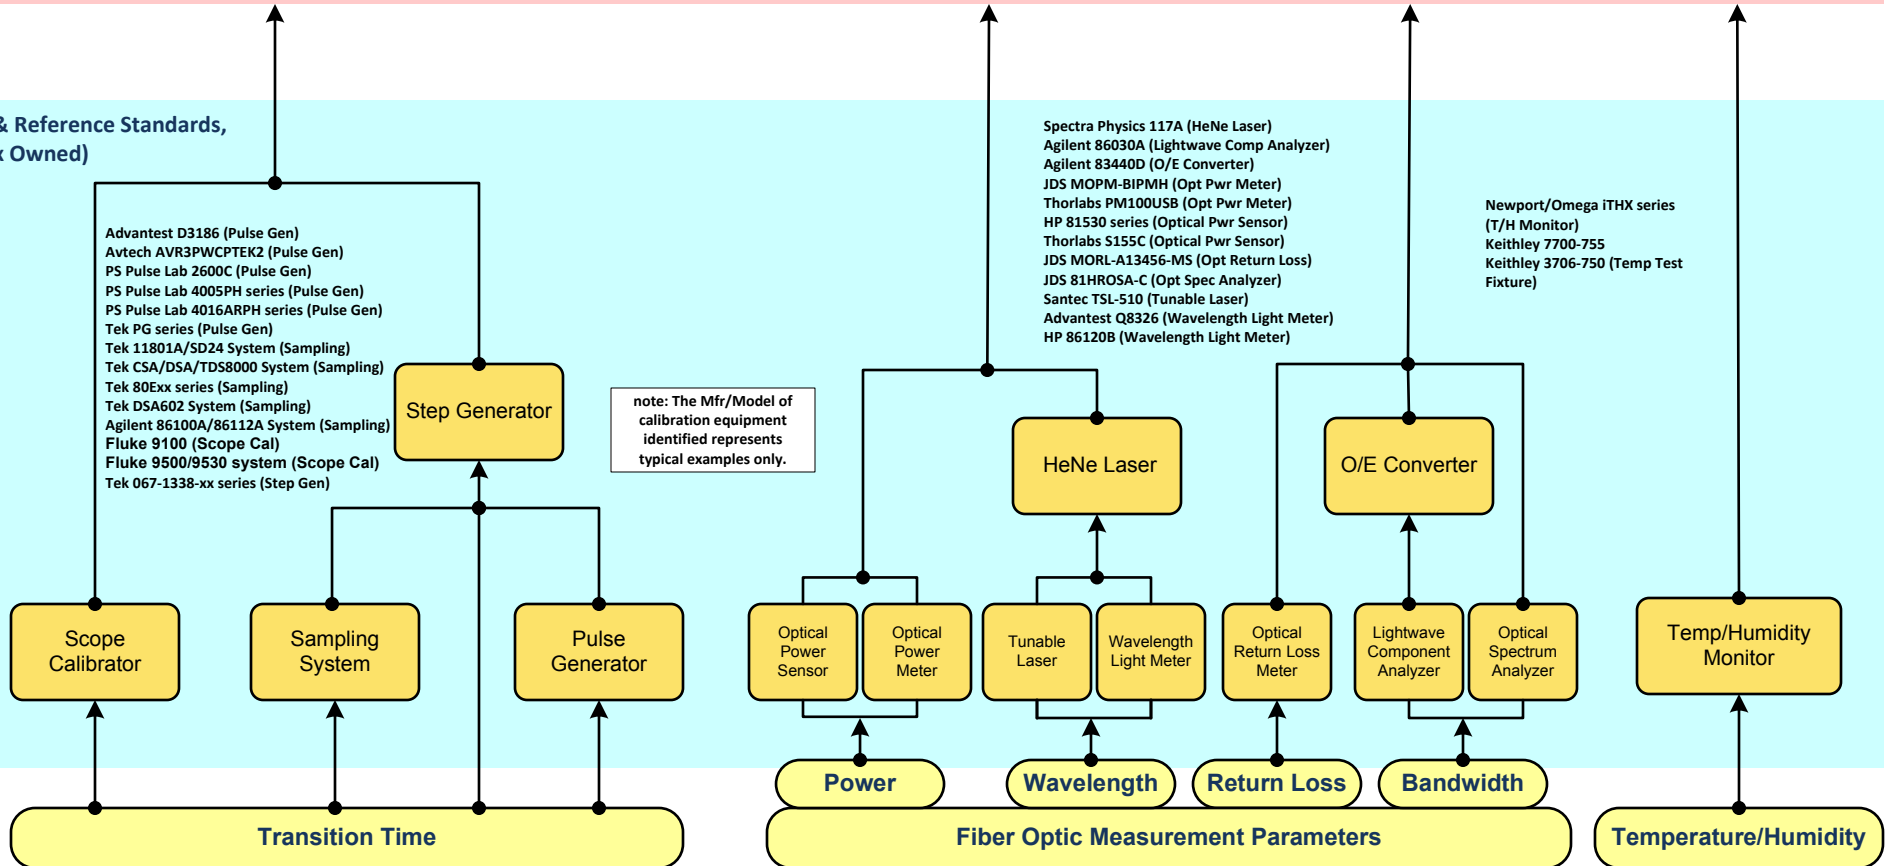 & Reference Standards,
x Owned)
Advantest D3186 (Pulse Gen)
Avtech AVR3PWCPTEK2 (Pulse Gen)
PS Pulse Lab 2600C (Pulse Gen)
PS Pulse Lab 4005PH series (Pulse Gen)
PS Pulse Lab 4016ARPH series (Pulse Gen)
Tek PG series (Pulse Gen)
Tek 11801A/SD24 System (Sampling)
Tek CSA/DSA/TDS8000 System (Sampling)
Tek 80Exx series (Sampling)
Tek DSA602 System (Sampling)
Agilent 86100A/86112A System (Sampling)
Fluke 9100 (Scope Cal)
Fluke 9500/9530 system (Scope Cal)
Tek 067-1338-xx series (Step Gen)
Step Generator
note: The Mfr/Model of
calibration equipment
identified represents
typical examples only.
Spectra Physics 117A (HeNe Laser)
Agilent 86030A (Lightwave Comp Analyzer)
Agilent 83440D (O/E Converter)
JDS MOPM-BIPMH (Opt Pwr Meter)
Thorlabs PM100USB (Opt Pwr Meter)
HP 81530 series (Optical Pwr Sensor)
Thorlabs S155C (Optical Pwr Sensor)
JDS MORL-A13456-MS (Opt Return Loss)
JDS 81HROSA-C (Opt Spec Analyzer)
Santec TSL-510 (Tunable Laser)
Advantest Q8326 (Wavelength Light Meter)
HP 86120B (Wavelength Light Meter)
Newport/Omega iTHX series
(T/H Monitor)
Keithley 7700-755
Keithley 3706-750 (Temp Test
Fixture)
HeNe Laser
O/E Converter
Scope
Calibrator
Sampling
System
Pulse
Generator
Optical
Power
Sensor
Optical
Power
Meter
Tunable
Laser
Wavelength
Light Meter
Optical
Return Loss
Meter
Lightwave
Component
Analyzer
Optical
Spectrum
Analyzer
Temp/Humidity
Monitor
Power
Wavelength
Return Loss
Bandwidth
Transition Time
Fiber Optic Measurement Parameters
Temperature/Humidity